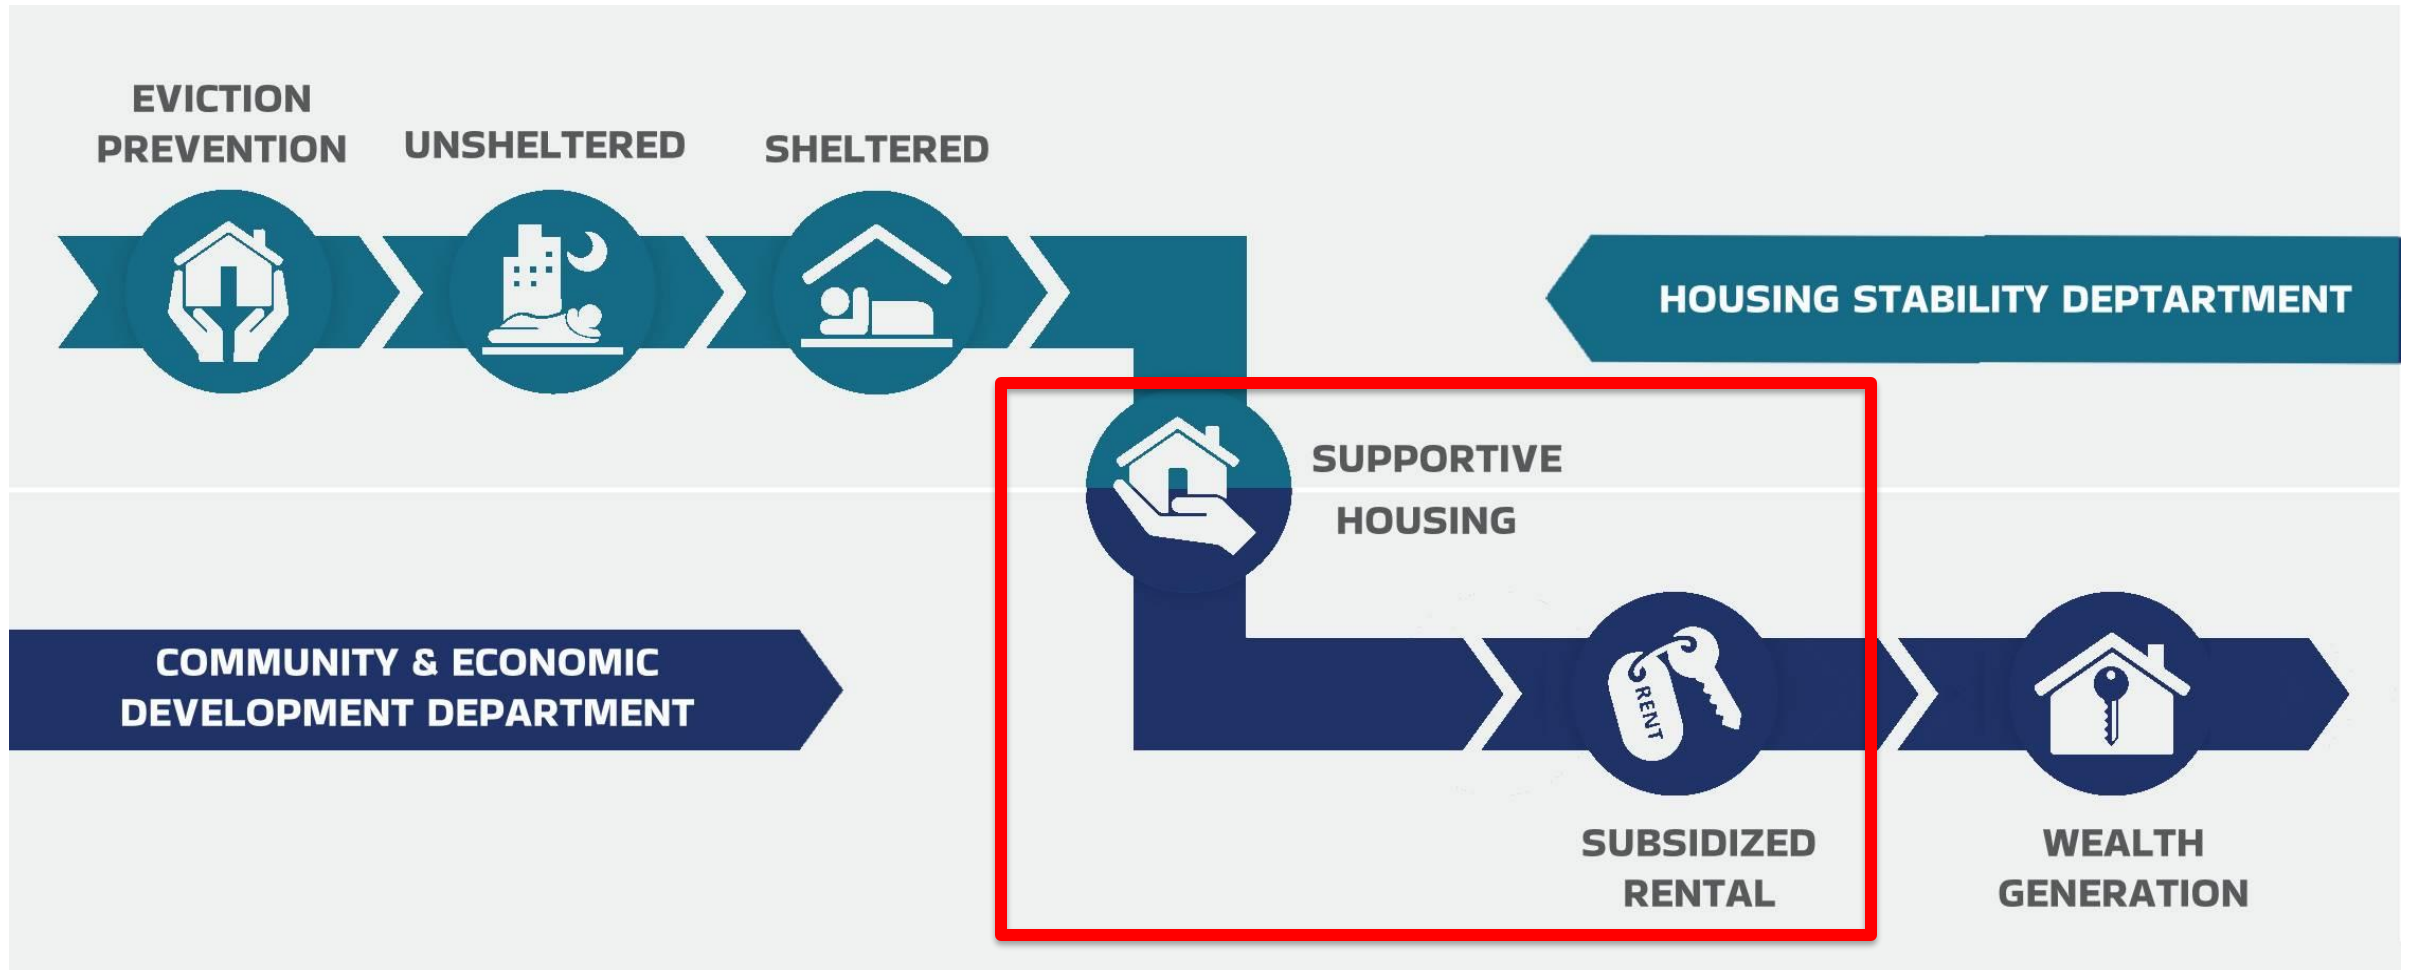 EVICTION
PREVENTION
UNSHELTERED
SHELTERED
HOUSING STABILITY DEPTARTMENT
SUPPORTIVE
HOUSING
COMMUNITY & ECONOMIC
DEVELOPMENT DEPARTMENT
RENT
SUBSIDIZED
RENTAL
WEALTH
GENERATION